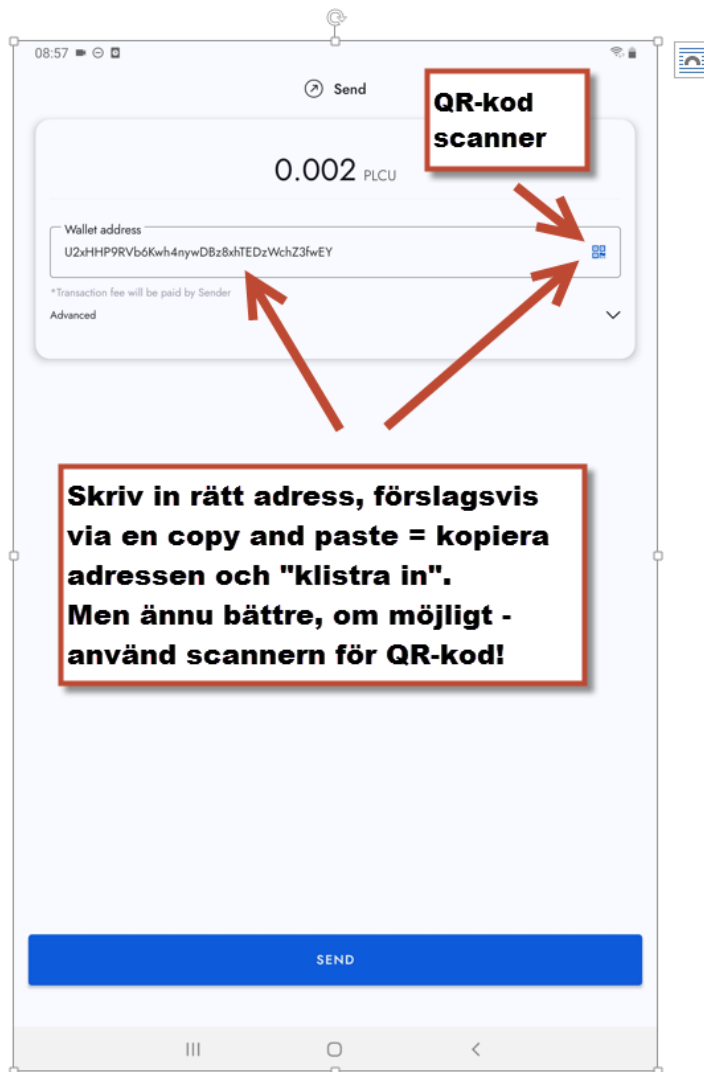 08:57
Send
QR-kod
scanner
0.002 PLCU
Wallet address
U2xHHP9RVb6Kwh4nywDBz8xhTEDzWchZ3fwEY
*Transaction fee will be paid by Sender
Advanced
Skriv in rätt adress, förslagsvis
via en copy and paste = kopiera
adressen och "klistra in".
Men ännu bättre, om möjligt -
använd scannern för QR-kod!
SEND